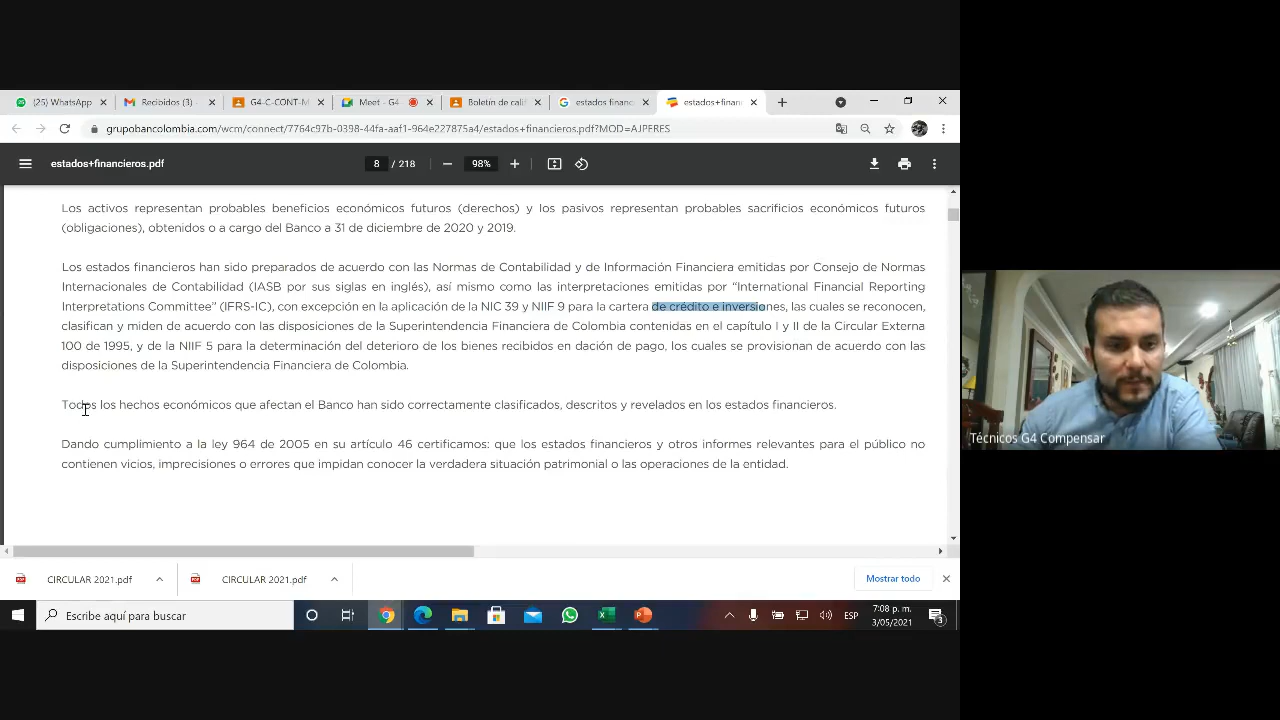 (25) WhatsApp
Recibidos (3)
G4-C-CONT-M
Meet - G4-
Boletín de cali
estados financ
estados+finan
grupobancolombia.com/wcm/connect/7764c97b-0398-44fa-aaf1-964e227875a4/estados+financieros.pdf?MOD=AJPERES
estados+financieros.pdf
8 / 218
98%
Los activos representan probables beneficios económicos futuros (derechos) y los pasivos representan probables sacrificios económicos futuros
(obligaciones), obtenidos o a cargo del Banco a 31 de diciembre de 2020 y 2019.
Los estados financieros han sido preparados de acuerdo con las Normas de Contabilidad y de Información Financiera emitidas por Consejo de Normas
Internacionales de Contabilidad (IASB por sus siglas en inglés), así mismo como las interpretaciones emitidas por “International Financial Reporting
Interpretations Committee” (IFRS-IC), con excepción en la aplicación de la NIC 39 y NIIF 9 para la cartera de crédito e inversiones, las cuales se reconocen,
clasifican y miden de acuerdo con las disposiciones de la Superintendencia Financiera de Colombia contenidas en el capítulo I y II de la Circular Externa
100 de 1995, y de la NIIF 5 para la determinación del deterioro de los bienes recibidos en dación de pago, los cuales se provisionan de acuerdo con las
disposiciones de la Superintendencia Financiera de Colombia.
Todos los hechos económicos que afectan el Banco han sido correctamente clasificados, descritos y revelados en los estados financieros.
Dando cumplimiento a la ley 964 de 2005 en su artículo 46 certificamos: que los estados financieros y otros informes relevantes para el público no
contienen vicios, imprecisiones o errores que impidan conocer la verdadera situación patrimonial o las operaciones de la entidad.
Técnicos G4 Compensar
CIRCULAR 2021.pdf
CIRCULAR 2021.pdf
Mostrar todo
Escribe aquí para buscar
ESP
7:08 p. m.
3/05/2021
3